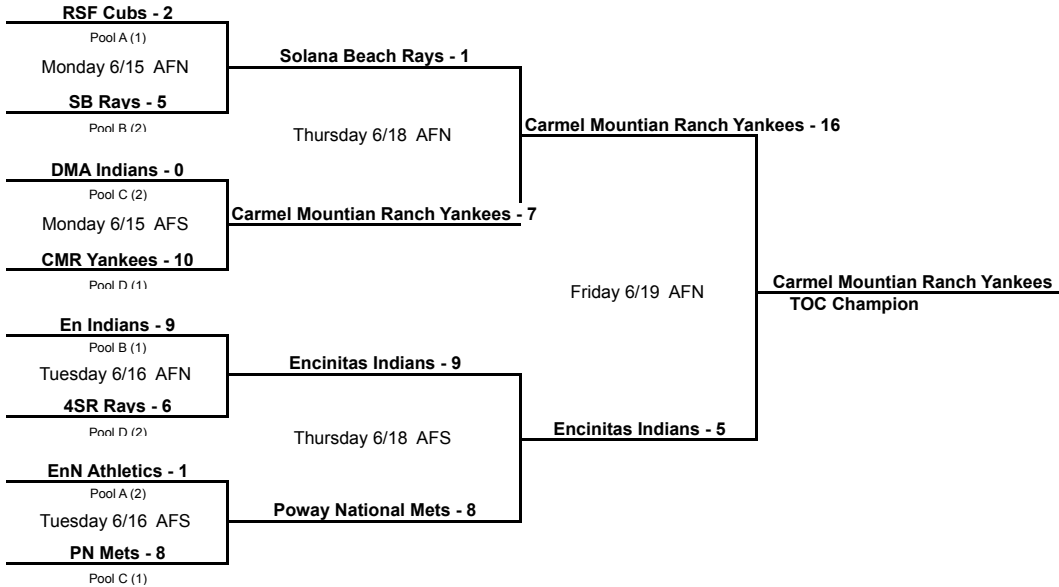 RSF Cubs - 2
Pool A (1)
Monday 6/15 AFN
SB Rays - 5
Pool B (2)
Solana Beach Rays - 1
Thursday 6/18 AFN
DMA Indians - 0
Pool C (2)
Monday 6/15 AFS
CMR Yankees - 10
Pool D (1)
Carmel Mountian Ranch Yankees - 7
Carmel Mountian Ranch Yankees - 16
Friday 6/19 AFN
Carmel Mountian Ranch Yankees
TOC Champion
En Indians - 9
Pool B (1)
Tuesday 6/16 AFN
4SR Rays - 6
Pool D (2)
Encinitas Indians - 9
Thursday 6/18 AFS
Encinitas Indians - 5
EnN Athletics - 1
Pool A (2)
Tuesday 6/16 AFS
PN Mets - 8
Pool C (1)
Poway National Mets - 8